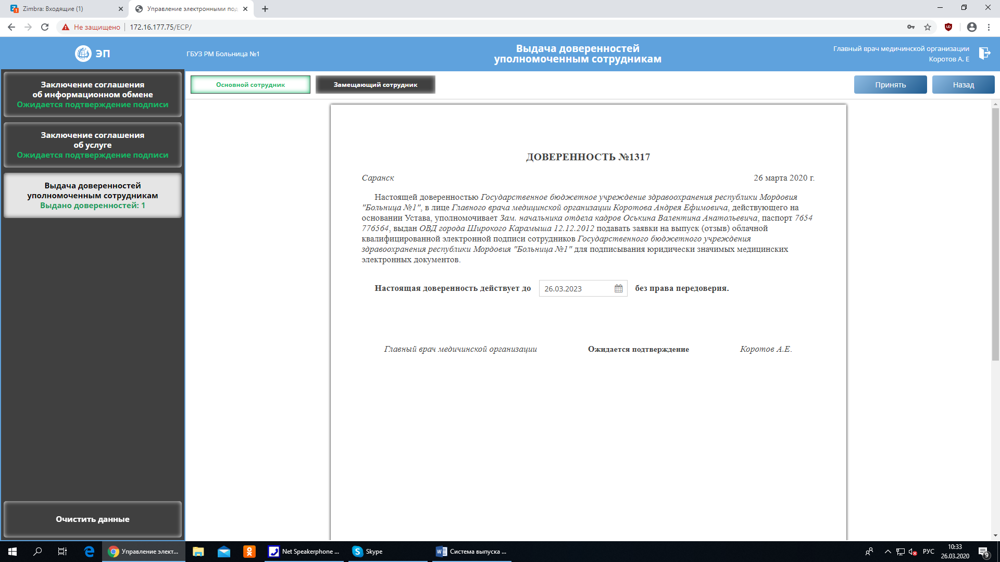 Zimbra: Входящие (1)
Управление электронными под
Не защищено
172.16.177.75/ECP/
ЭП
ГБУЗ РМ Больница №1
Выдача доверенностей
уполномоченным сотрудникам
Главный врач медичинской организации
Коротов А. Е
Заключение соглашения
об информационном обмене
Ожидается подтверждение подписи
Заключение соглашения
об услуге
Ожидается подтверждение подписи
Выдача доверенностей
уполномоченным сотрудникам
Выдано доверенностей: 1
Очистить данные
Основной сотрудник
Замещающий сотрудник
Принять
Назад
ДОВЕРЕННОСТЬ №1317
Саранск
26 марта 2020 г.
Настоящей доверенностью Государственное бюджетное учреждение здравоохранения республики Мордовия
"Больница №1", в лице Главного врача медицинской организации Коротова Андрея Ефимовича, действующего на
основании Устава, уполномочивает Зам. начальника отдела кадров Оськина Валентина Анатольевича, паспорт 7654
776564, выдан ОВД города Широкого Карамыша 12.12.2012 подавать заявки на выпуск (отзыв) облачной
квалифицированной электронной подписи сотрудников Государственного бюджетного учреждения
здравоохранения республики Мордовия "Больница №1" для подписывания юридически значимых медицинских
электронных документов.
Настоящая доверенность действует до
26.03.2023
без права передоверия.
Главный врач медичинской организации
Ожидается подтверждение
Коротов А.Е.
Управление элект...
Net Speakerphone ...
Skype
Система выпуска ...
РУС
10:33
26.03.2020
9